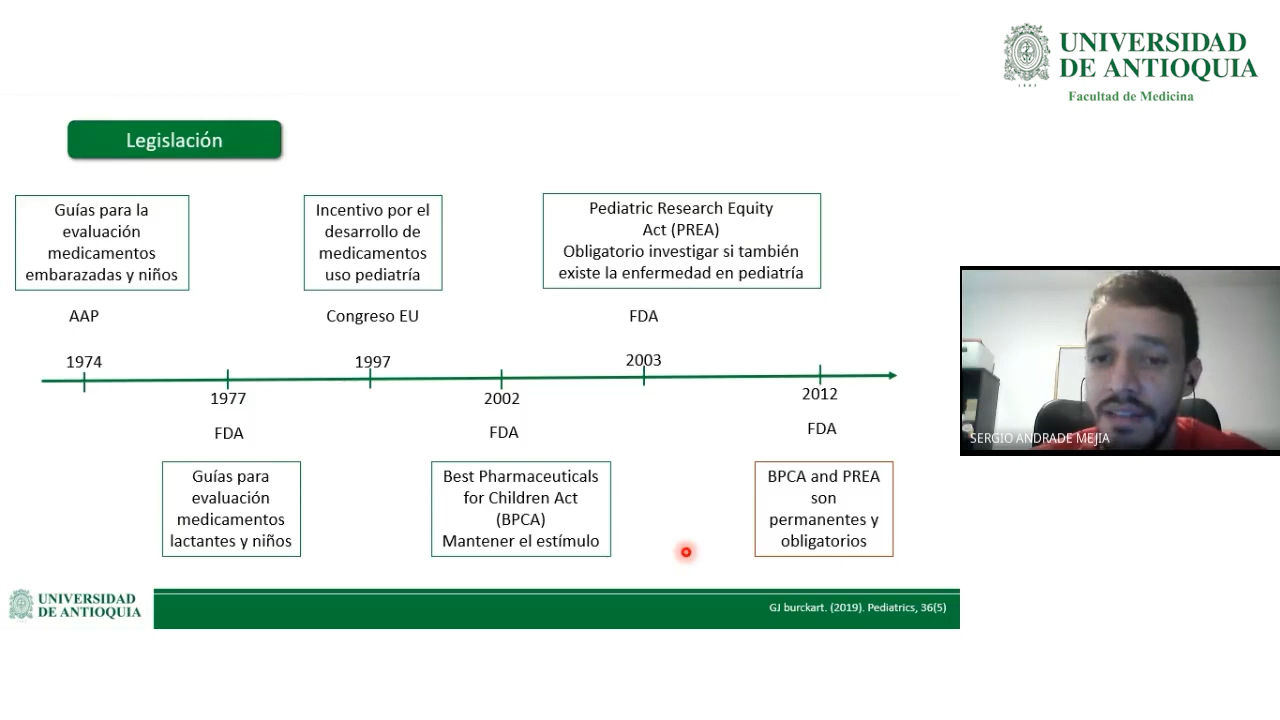 UNIVERSIDAD
DE ANTIOQUIA
Facultad de Medicina
Legislación
Guías para la
evaluación
medicamentos
embarazadas y niños
Incentivo por el
desarrollo de
medicamentos
uso pediatría
Pediatric Research Equity
Act (PREA)
Obligatorio investigar si también
existe la enfermedad en pediatría
AAP
Congreso EU
FDA
1974
1997
2003
1977
2002
2012
FDA
FDA
FDA
Guías para
evaluación
medicamentos
lactantes y niños
Best Pharmaceuticals
for Children Act
(BPCA)
Mantener el estímulo
BPCA and PREA
son
permanentes y
obligatorios
SERGIO ANDRADE MEJIA
UNIVERSIDAD
DE ANTIOQUIA
GJ burckart. (2019). Pediatrics, 36(5)